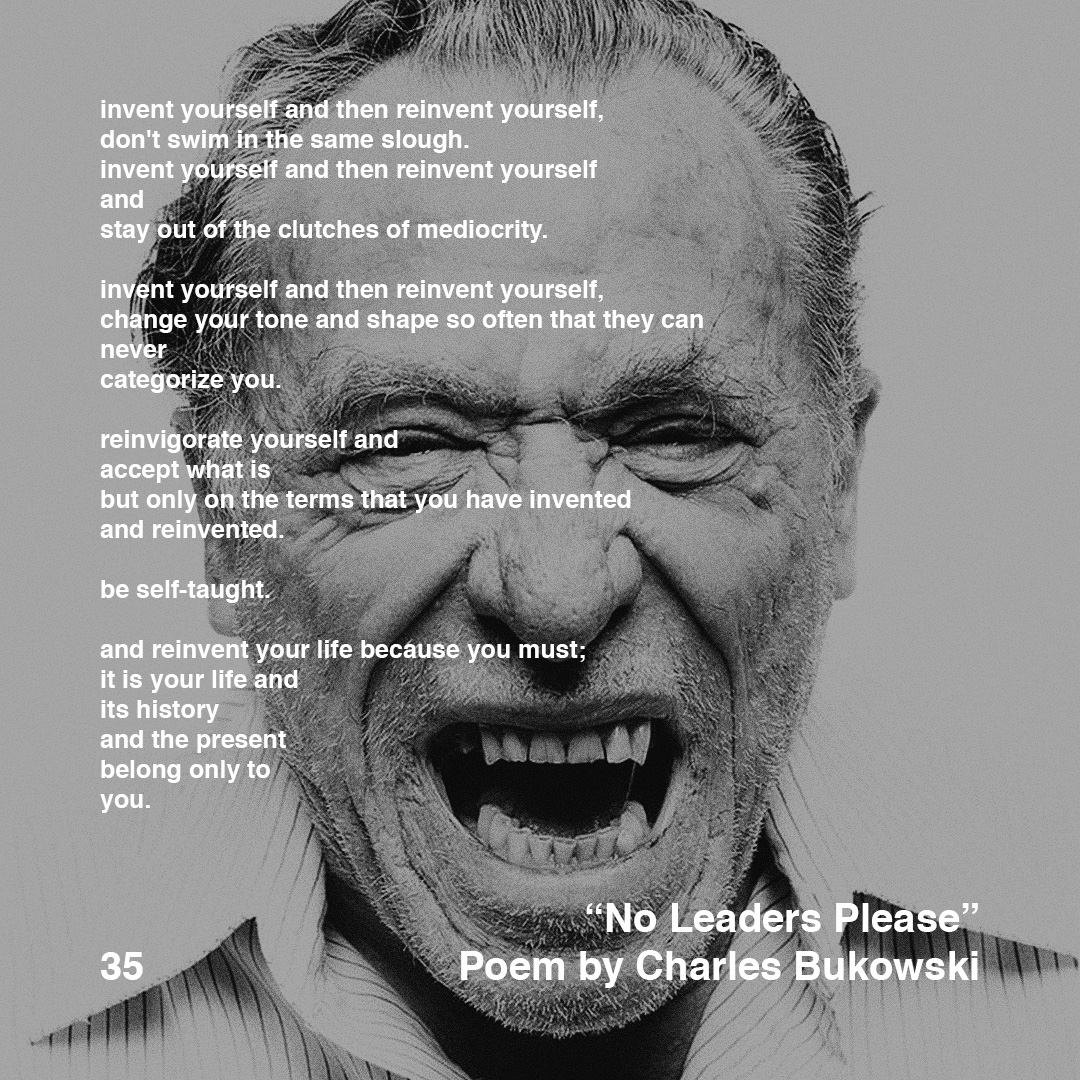 invent yourself and then reinvent yourself,
don't swim in the same slough.
invent yourself and then reinvent yourself
and
stay out of the clutches of mediocrity.

invent yourself and then reinvent yourself,
change your tone and shape so often that they can
never
categorize you.

reinvigorate yourself and
accept what is
but only on the terms that you have invented
and reinvented.

be self-taught.

and reinvent your life because you must;
it is your life and
its history
and the present
belong only to
you.

“No Leaders Please”
35 Poem by Charles Bukowski